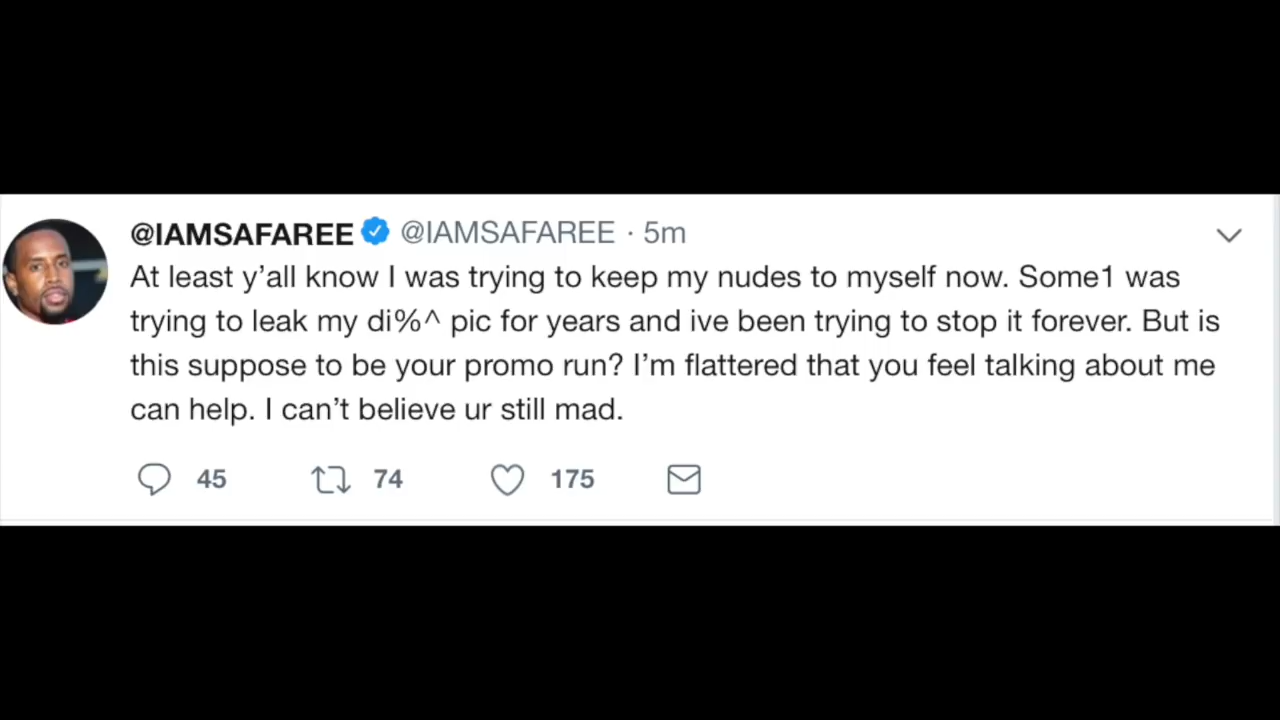 @IAMSAFAREE @IAMSAFAREE · 5m
At least y’all know I was trying to keep my nudes to myself now. Some1 was
trying to leak my di%^ pic for years and ive been trying to stop it forever. But is
this suppose to be your promo run? I’m flattered that you feel talking about me
can help. I can’t believe ur still mad.
45 74 175